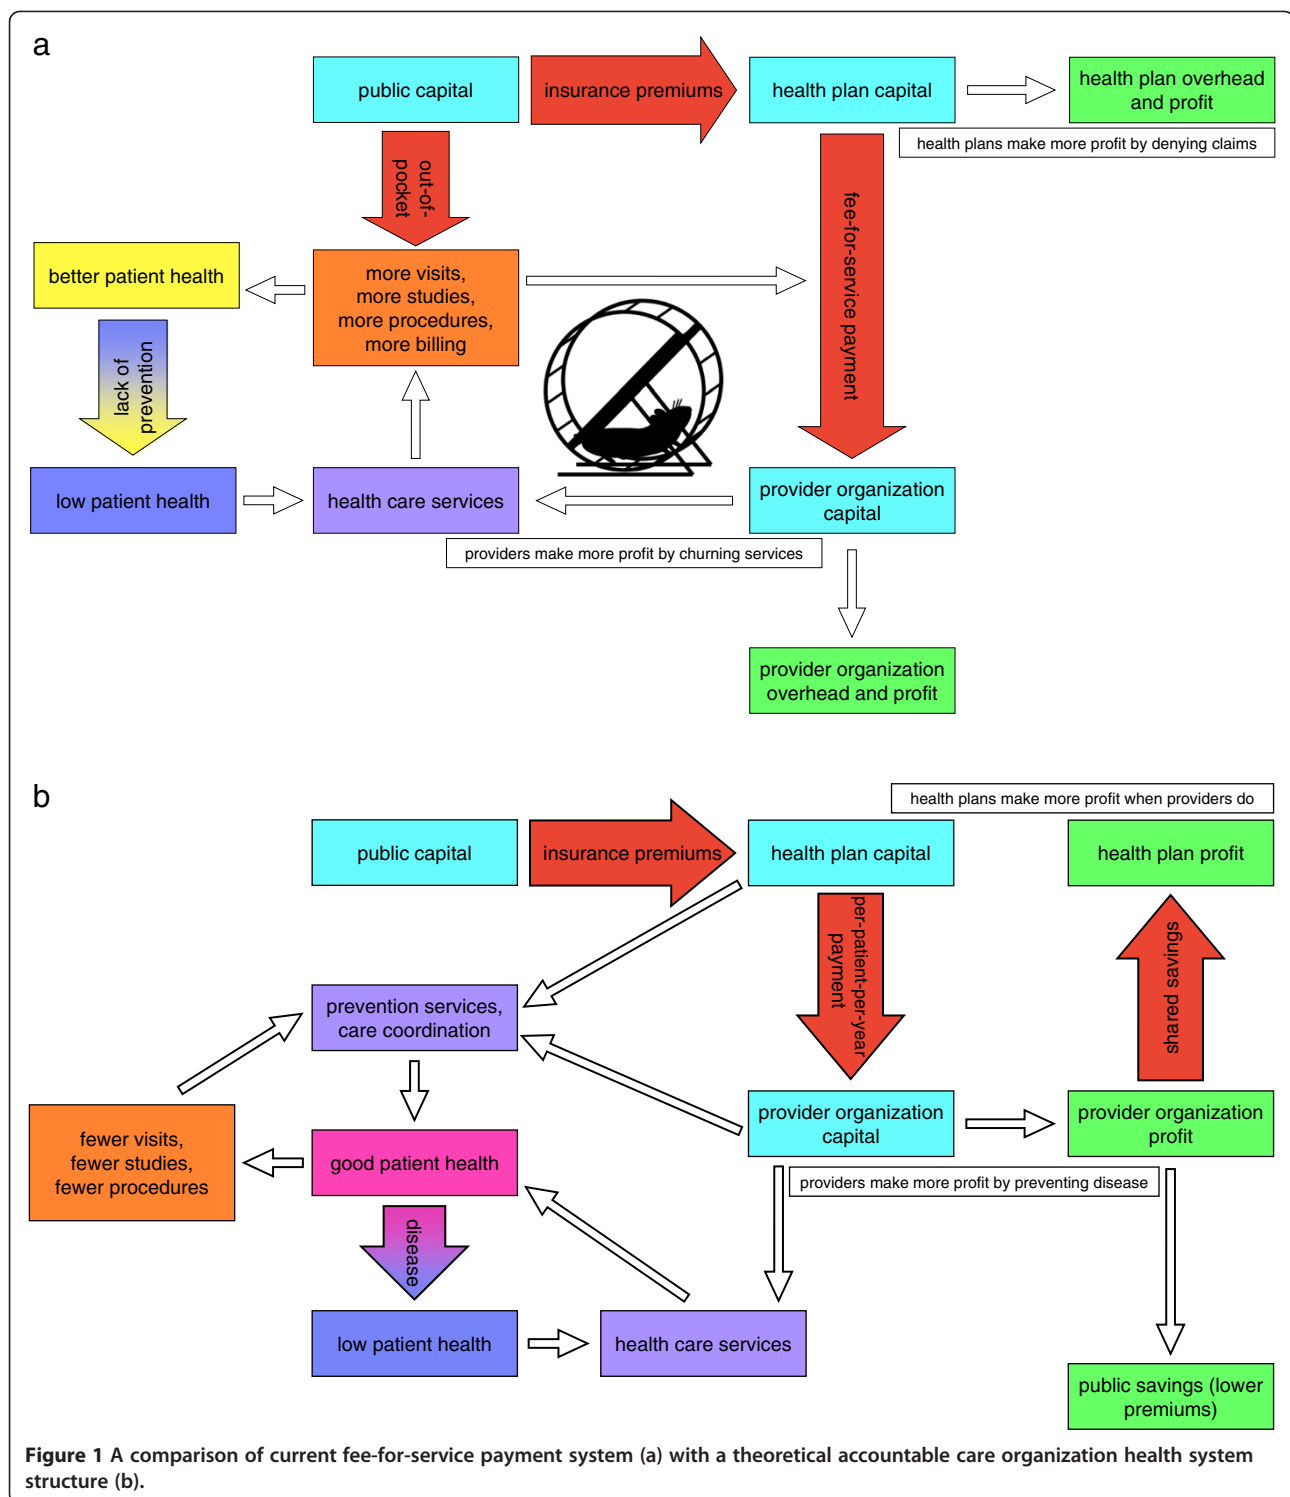 a
public capital
insurance premiums
health plan capital
health plan overhead
and profit
health plans make more profit by denying claims
out-of-
pocket
fee-for-service payment
better patient health
more visits,
more studies,
more procedures,
more billing
lack of
prevention
low patient health
health care services
provider organization
capital
providers make more profit by churning services
provider organization
overhead and profit
b
health plans make more profit when providers do
public capital
insurance premiums
health plan capital
health plan profit
per-patient-per-year
payment
shared savings
prevention services,
care coordination
fewer visits,
fewer studies,
fewer procedures
good patient health
provider organization
capital
provider organization
profit
providers make more profit by preventing disease
disease
low patient health
health care services
public savings (lower
premiums)
Figure 1 A comparison of current fee-for-service payment system (a) with a theoretical accountable care organization health system
structure (b).